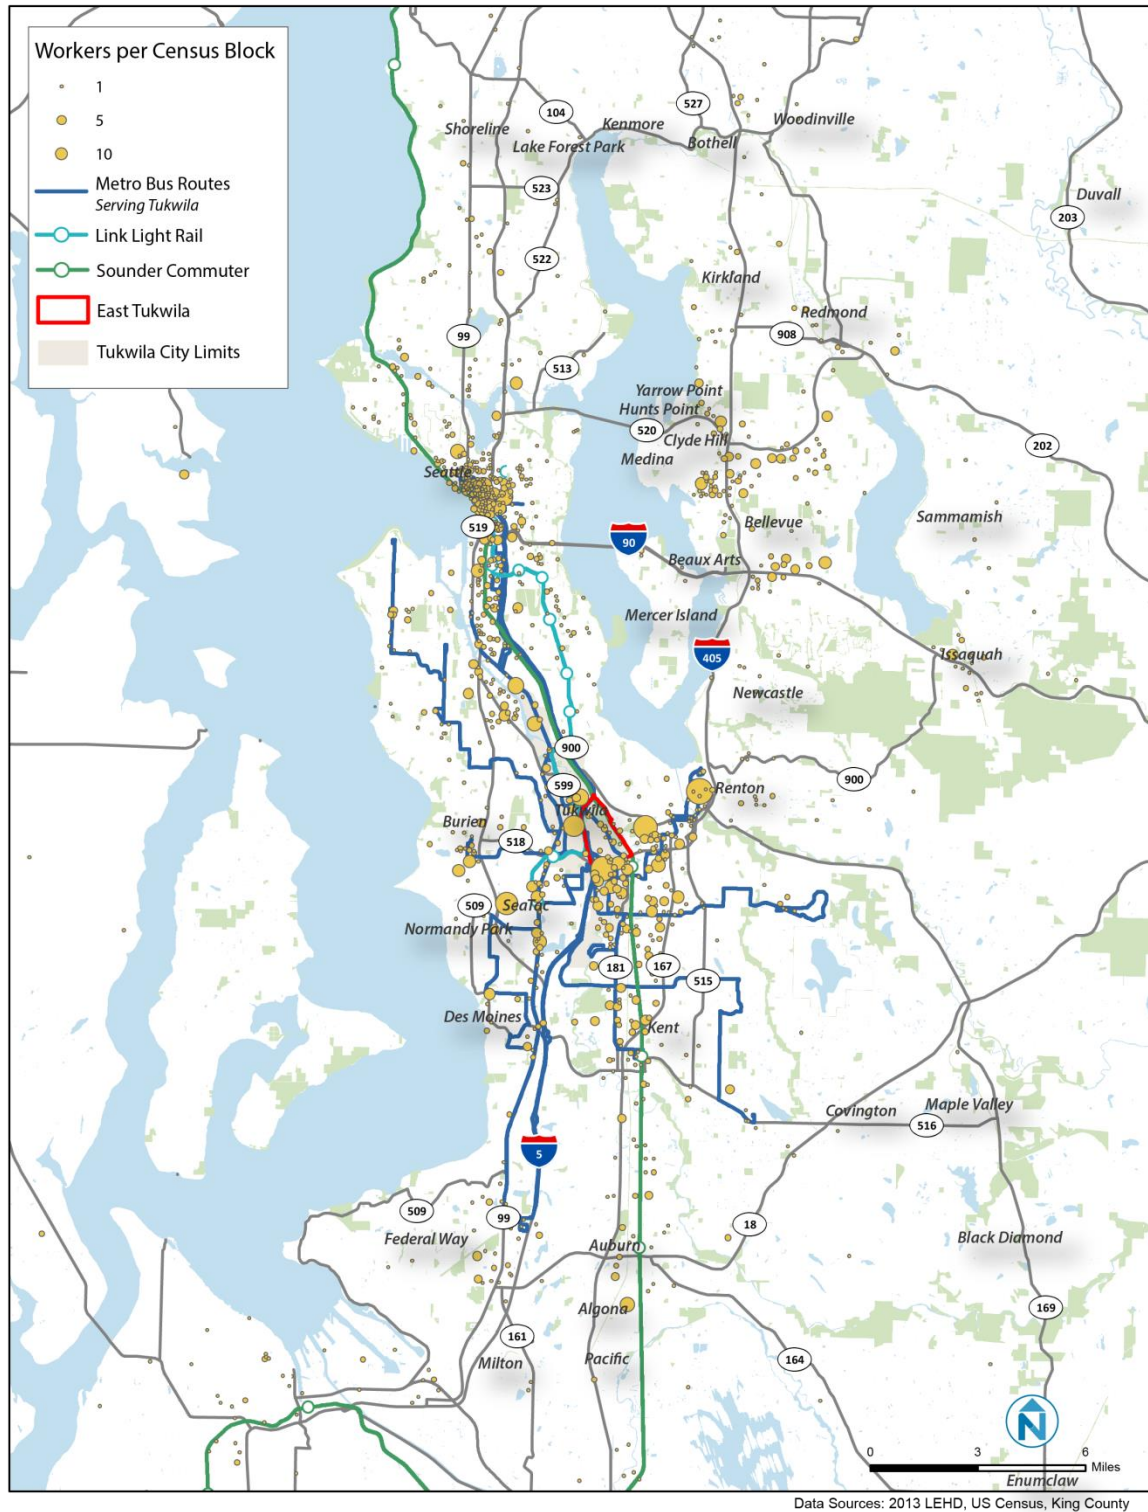 Workers per Census Block
1
5
10
Metro Bus Routes
Serving Tukwila
Link Light Rail
Sounder Commuter
East Tukwila
Tukwila City Limits
527
104
Kenmore
Woodinville
Shoreline
Lake Forest Park
Bothell
523
Duvall
203
522
Kirkland
Redmond
99
908
513
Yarrow Point
Hunts Point
520
Clyde Hill
202
Medina
Seattle
519
Bellevue
Sammamish
90
Beaux Arts
Mercer Island
405
Issaquah
Newcastle
900
599
900
Renton
Tukwila
Burien
518
509
SeaTac
Normandy Park
181
167
515
Des Moines
Kent
Covington
Maple Valley
516
5
509
99
18
Federal Way
Auburn
Black Diamond
Algona
169
161
Milton
Pacific
164
N
0
3
6
Miles
Enumclaw
Data Sources: 2013 LEHD, US Census, King County